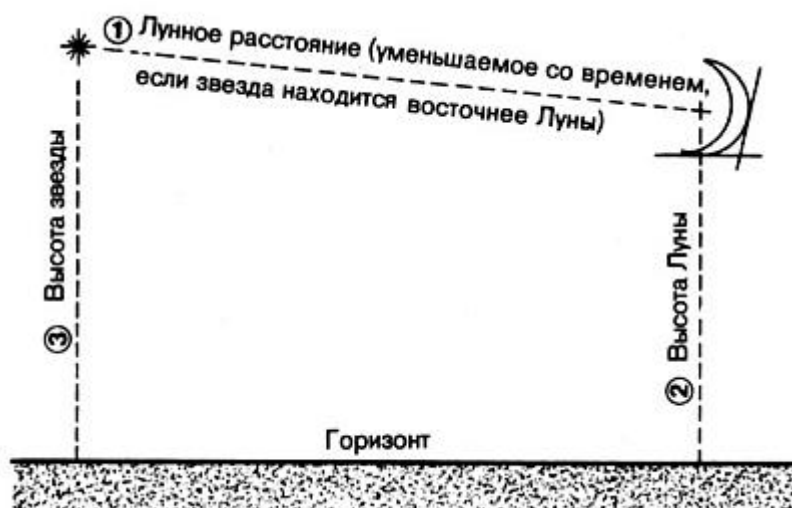 ① Лунное расстояние (уменьшаемое со временем,
если звезда находится восточнее Луны)
③ Высота звезды
② Высота Луны
Горизонт